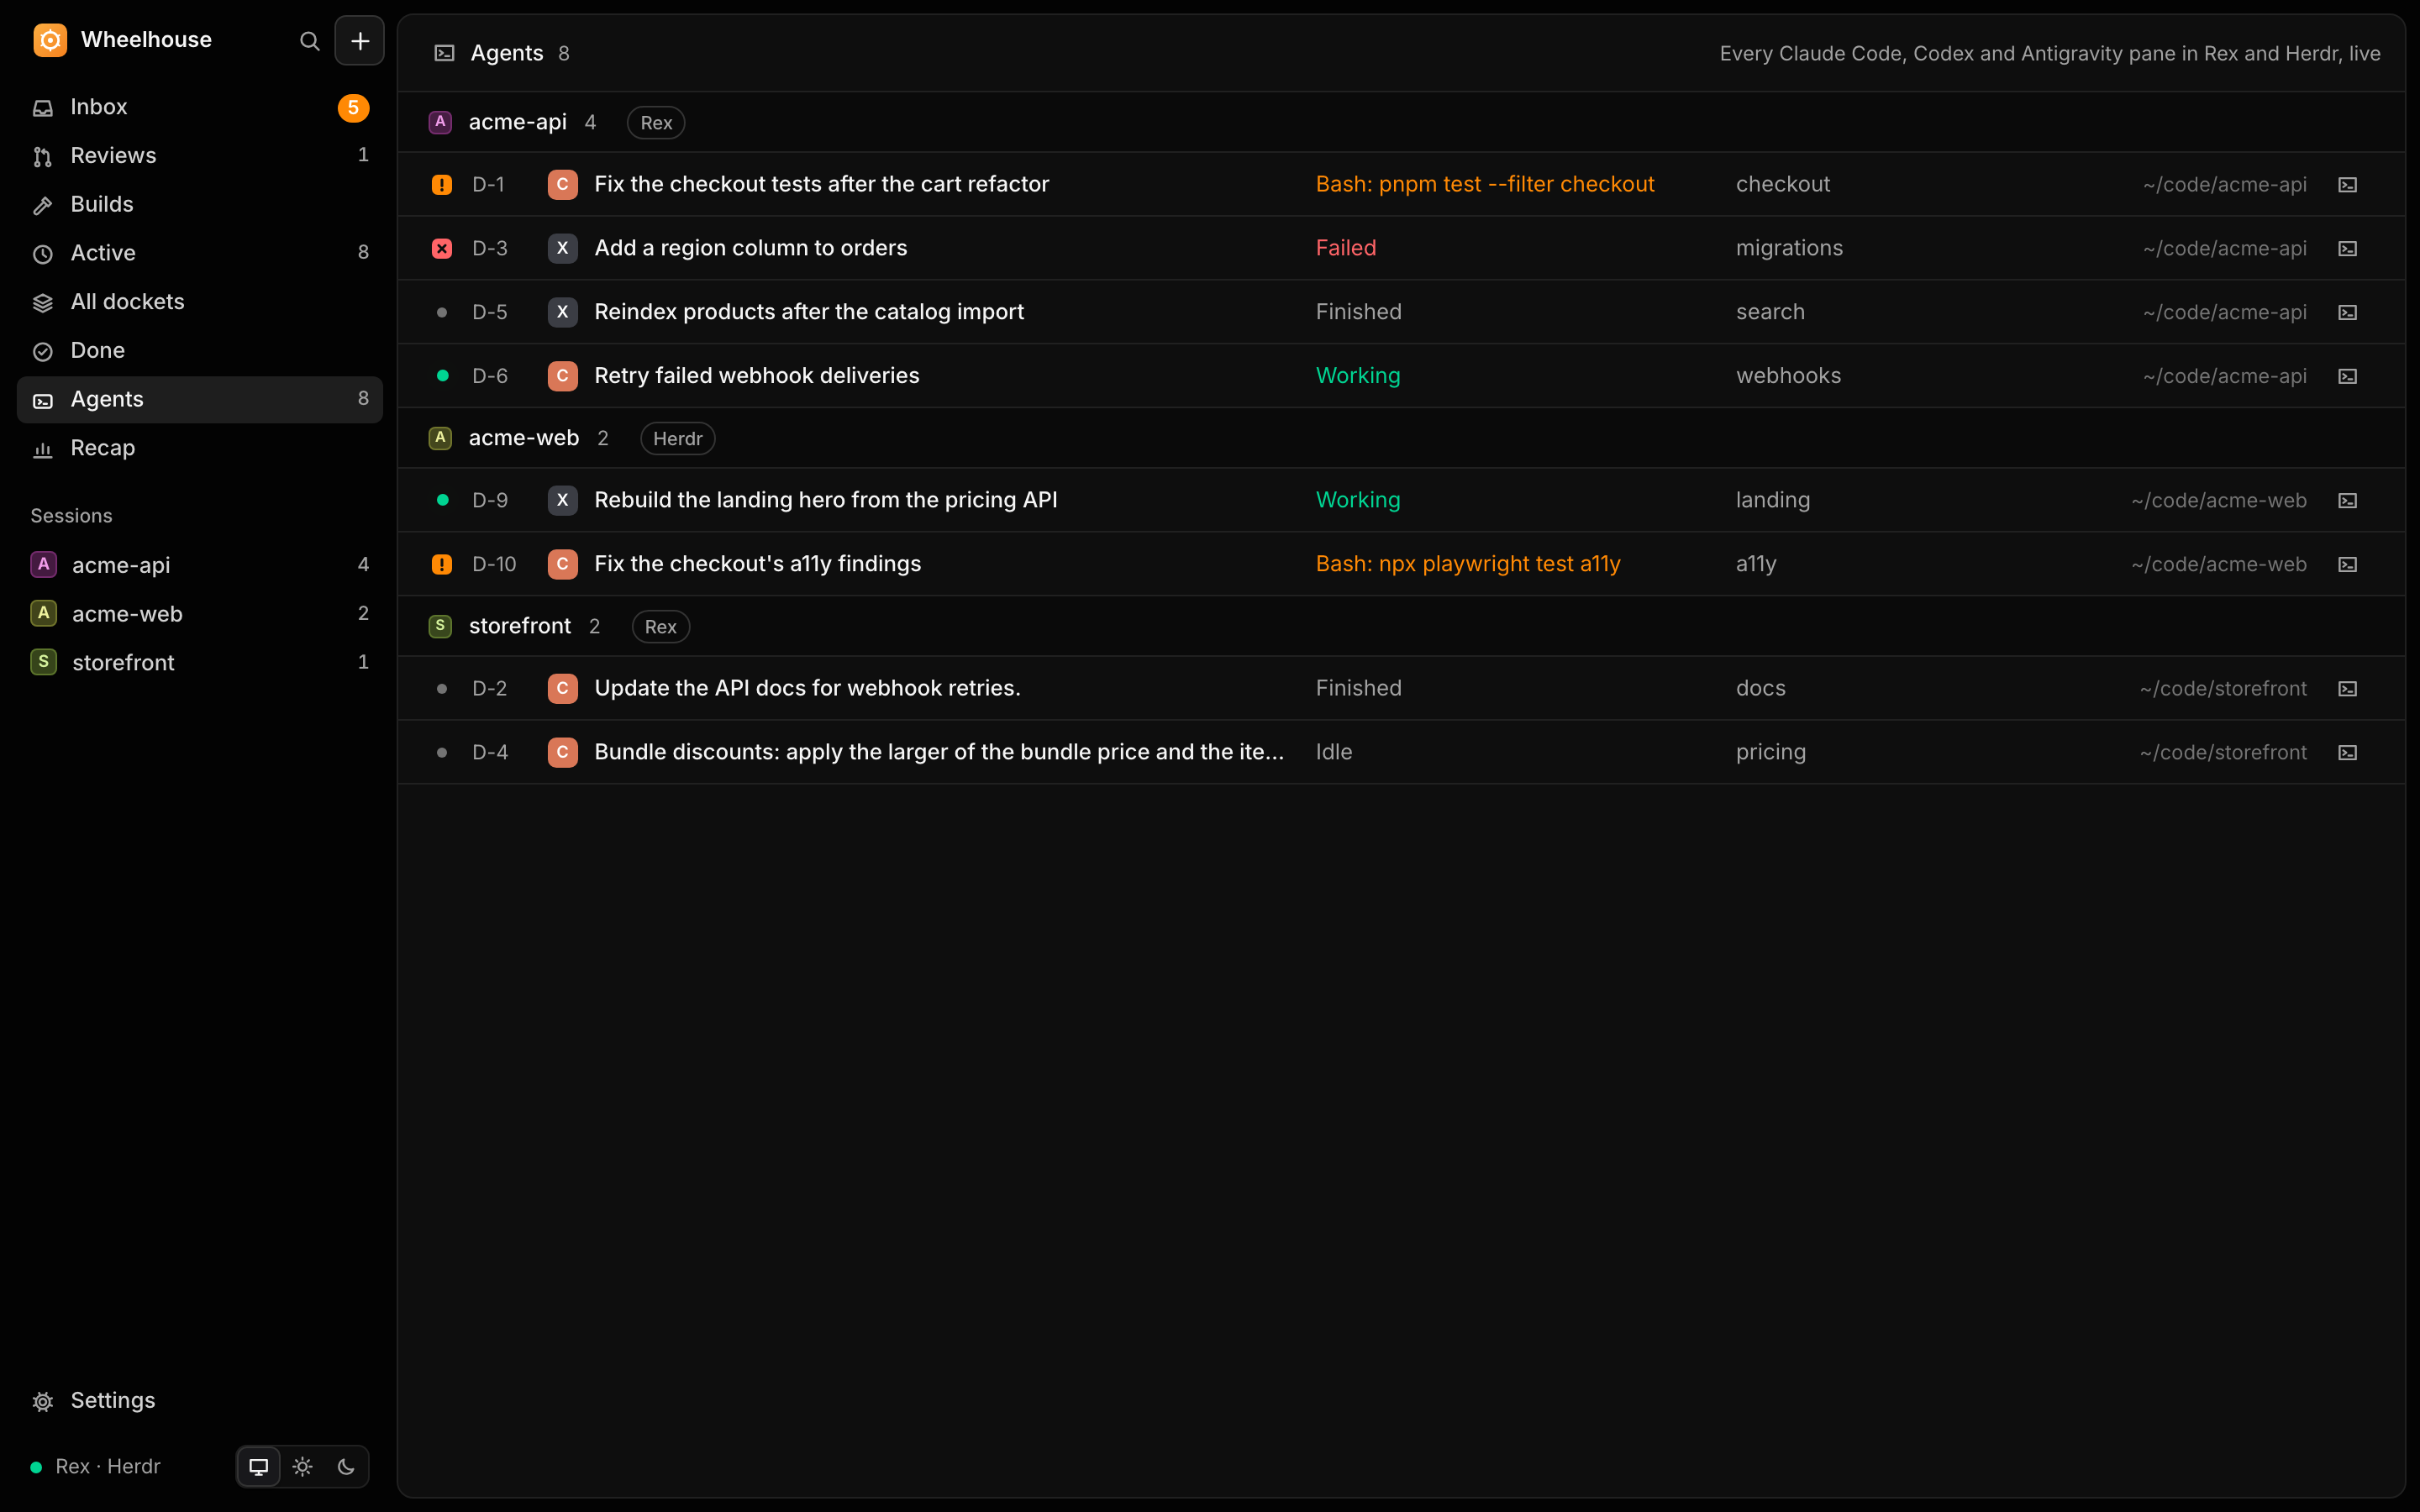 Wheelhouse
Inbox 5
Reviews 1
Builds
Active 8
All dockets
Done
Agents 8
Recap
Sessions
A acme-api 4
A acme-web 2
S storefront 1
Settings
Rex · Herdr
Agents 8 Every Claude Code, Codex and Antigravity pane in Rex and Herdr, live
A acme-api 4 Rex
D-1 C Fix the checkout tests after the cart refactor Bash: pnpm test --filter checkout checkout ~/code/acme-api
D-3 X Add a region column to orders Failed migrations ~/code/acme-api
D-5 X Reindex products after the catalog import Finished search ~/code/acme-api
D-6 C Retry failed webhook deliveries Working webhooks ~/code/acme-api
A acme-web 2 Herdr
D-9 X Rebuild the landing hero from the pricing API Working landing ~/code/acme-web
D-10 C Fix the checkout's a11y findings Bash: npx playwright test a11y a11y ~/code/acme-web
S storefront 2 Rex
D-2 C Update the API docs for webhook retries. Finished docs ~/code/storefront
D-4 C Bundle discounts: apply the larger of the bundle price and the ite... Idle pricing ~/code/storefront